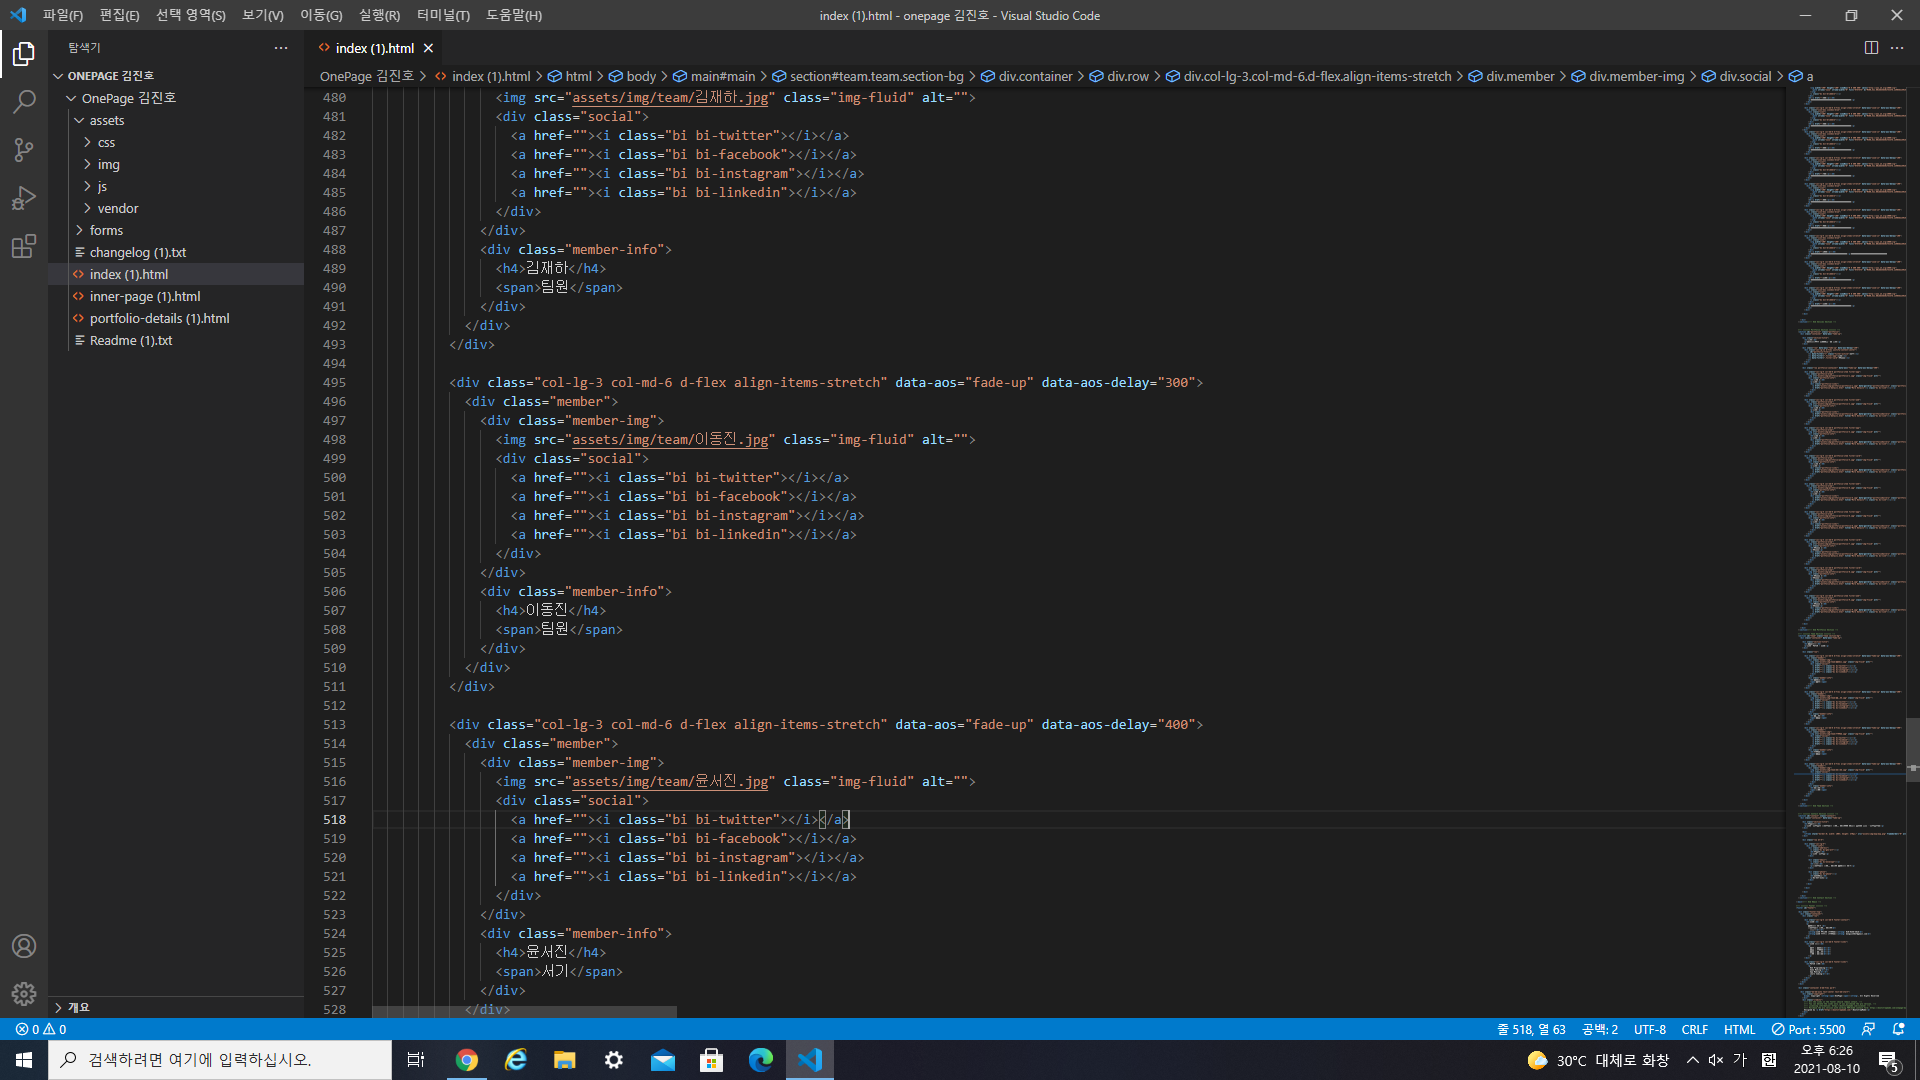 파일(F) 편집(E) 선택 영역(S) 보기(V) 이동(G) 실행(R) 터미널(T) 도움말(H) index (1).html - onepage 김진호 - Visual Studio Code
탐색기 ···
index (1).html
OnePage 김진호 > index (1).html > html > body > main#main > section#team.team.section-bg > div.container > div.row > div.col-lg-3.col-md-6.d-flex.align-items-stretch > div.member > div.member-img > div.social > a
ONEPAGE 김진호
OnePage 김진호
assets
css
img
js
vendor
forms
changelog (1).txt
index (1).html
inner-page (1).html
portfolio-details (1).html
Readme (1).txt
개요
480 <img src="assets/img/team/김재하.jpg" class="img-fluid" alt="">
481 <div class="social">
482 <a href=""><i class="bi bi-twitter"></i></a>
483 <a href=""><i class="bi bi-facebook"></i></a>
484 <a href=""><i class="bi bi-instagram"></i></a>
485 <a href=""><i class="bi bi-linkedin"></i></a>
486 </div>
487 </div>
488 <div class="member-info">
489 <h4>김재하</h4>
490 <span>팀원</span>
491 </div>
492 </div>
493 </div>
494
495 <div class="col-lg-3 col-md-6 d-flex align-items-stretch" data-aos="fade-up" data-aos-delay="300">
496 <div class="member">
497 <div class="member-img">
498 <img src="assets/img/team/이동진.jpg" class="img-fluid" alt="">
499 <div class="social">
500 <a href=""><i class="bi bi-twitter"></i></a>
501 <a href=""><i class="bi bi-facebook"></i></a>
502 <a href=""><i class="bi bi-instagram"></i></a>
503 <a href=""><i class="bi bi-linkedin"></i></a>
504 </div>
505 </div>
506 <div class="member-info">
507 <h4>이동진</h4>
508 <span>팀원</span>
509 </div>
510 </div>
511 </div>
512
513 <div class="col-lg-3 col-md-6 d-flex align-items-stretch" data-aos="fade-up" data-aos-delay="400">
514 <div class="member">
515 <div class="member-img">
516 <img src="assets/img/team/윤서진.jpg" class="img-fluid" alt="">
517 <div class="social">
518 <a href=""><i class="bi bi-twitter"></i></a>
519 <a href=""><i class="bi bi-facebook"></i></a>
520 <a href=""><i class="bi bi-instagram"></i></a>
521 <a href=""><i class="bi bi-linkedin"></i></a>
522 </div>
523 </div>
524 <div class="member-info">
525 <h4>윤서진</h4>
526 <span>서기</span>
527 </div>
528 </div>
0 0 줄 518, 열 63 공백: 2 UTF-8 CRLF HTML Port : 5500
검색하려면 여기에 입력하십시오. 30°C 대체로 화창 가 한 오후 6:26
2021-08-10 5